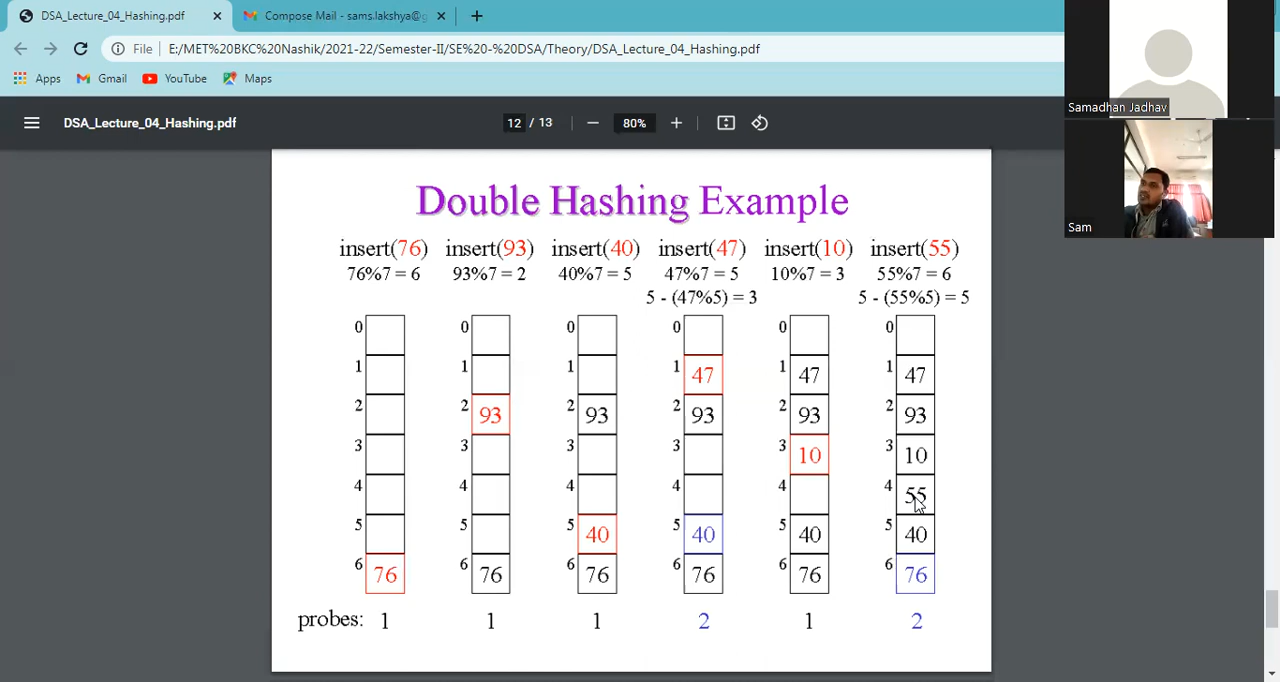 DSA_Lecture_04_Hashing.pdf
Compose Mail - sams.lakshya@g
File
E:/MET%20BKC%20Nashik/2021-22/Semester-II/SE%20-%20DSA/Theory/DSA_Lecture_04_Hashing.pdf
Apps Gmail YouTube Maps
Samadhan Jadhav
Sam
DSA_Lecture_04_Hashing.pdf
12 / 13
80%
Double Hashing Example
insert(76) insert(93) insert(40) insert(47) insert(10) insert(55)
76%7 = 6 93%7 = 2 40%7 = 5 47%7 = 5 10%7 = 3 55%7 = 6
5 - (47%5) = 3 5 - (55%5) = 5
0 0 0 0 0 0
1 1 1 1 47 1 47 1 47
2 2 93 2 93 2 93 2 93 2 93
3 3 3 3 3 10 3 10
4 4 4 4 4 4 55
5 5 5 40 5 40 5 40 5 40
6 76 6 76 6 76 6 76 6 76 6 76
probes: 1 1 1 2 1 2